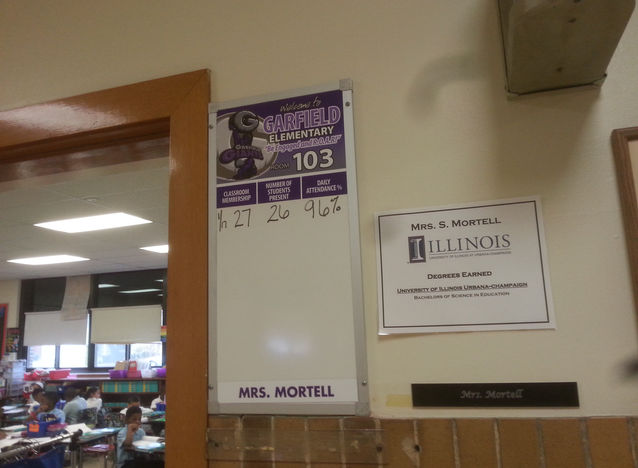 Welcome to
GARFIELD
ELEMENTARY
"Be Engaged and R.A.A.R!"
ROOM 103
G
GIANTS
CLASSROOM MEMBERSHIP
NUMBER OF STUDENTS PRESENT
DAILY ATTENDANCE %
27 26 96%
MRS. MORTELL
MRS. S. MORTELL
I ILLINOIS
UNIVERSITY OF ILLINOIS AT URBANA-CHAMPAIGN
DEGREES EARNED
UNIVERSITY OF ILLINOIS URBANA-CHAMPAIGN
BACHELORS OF SCIENCE IN EDUCATION
Mrs. Mortell